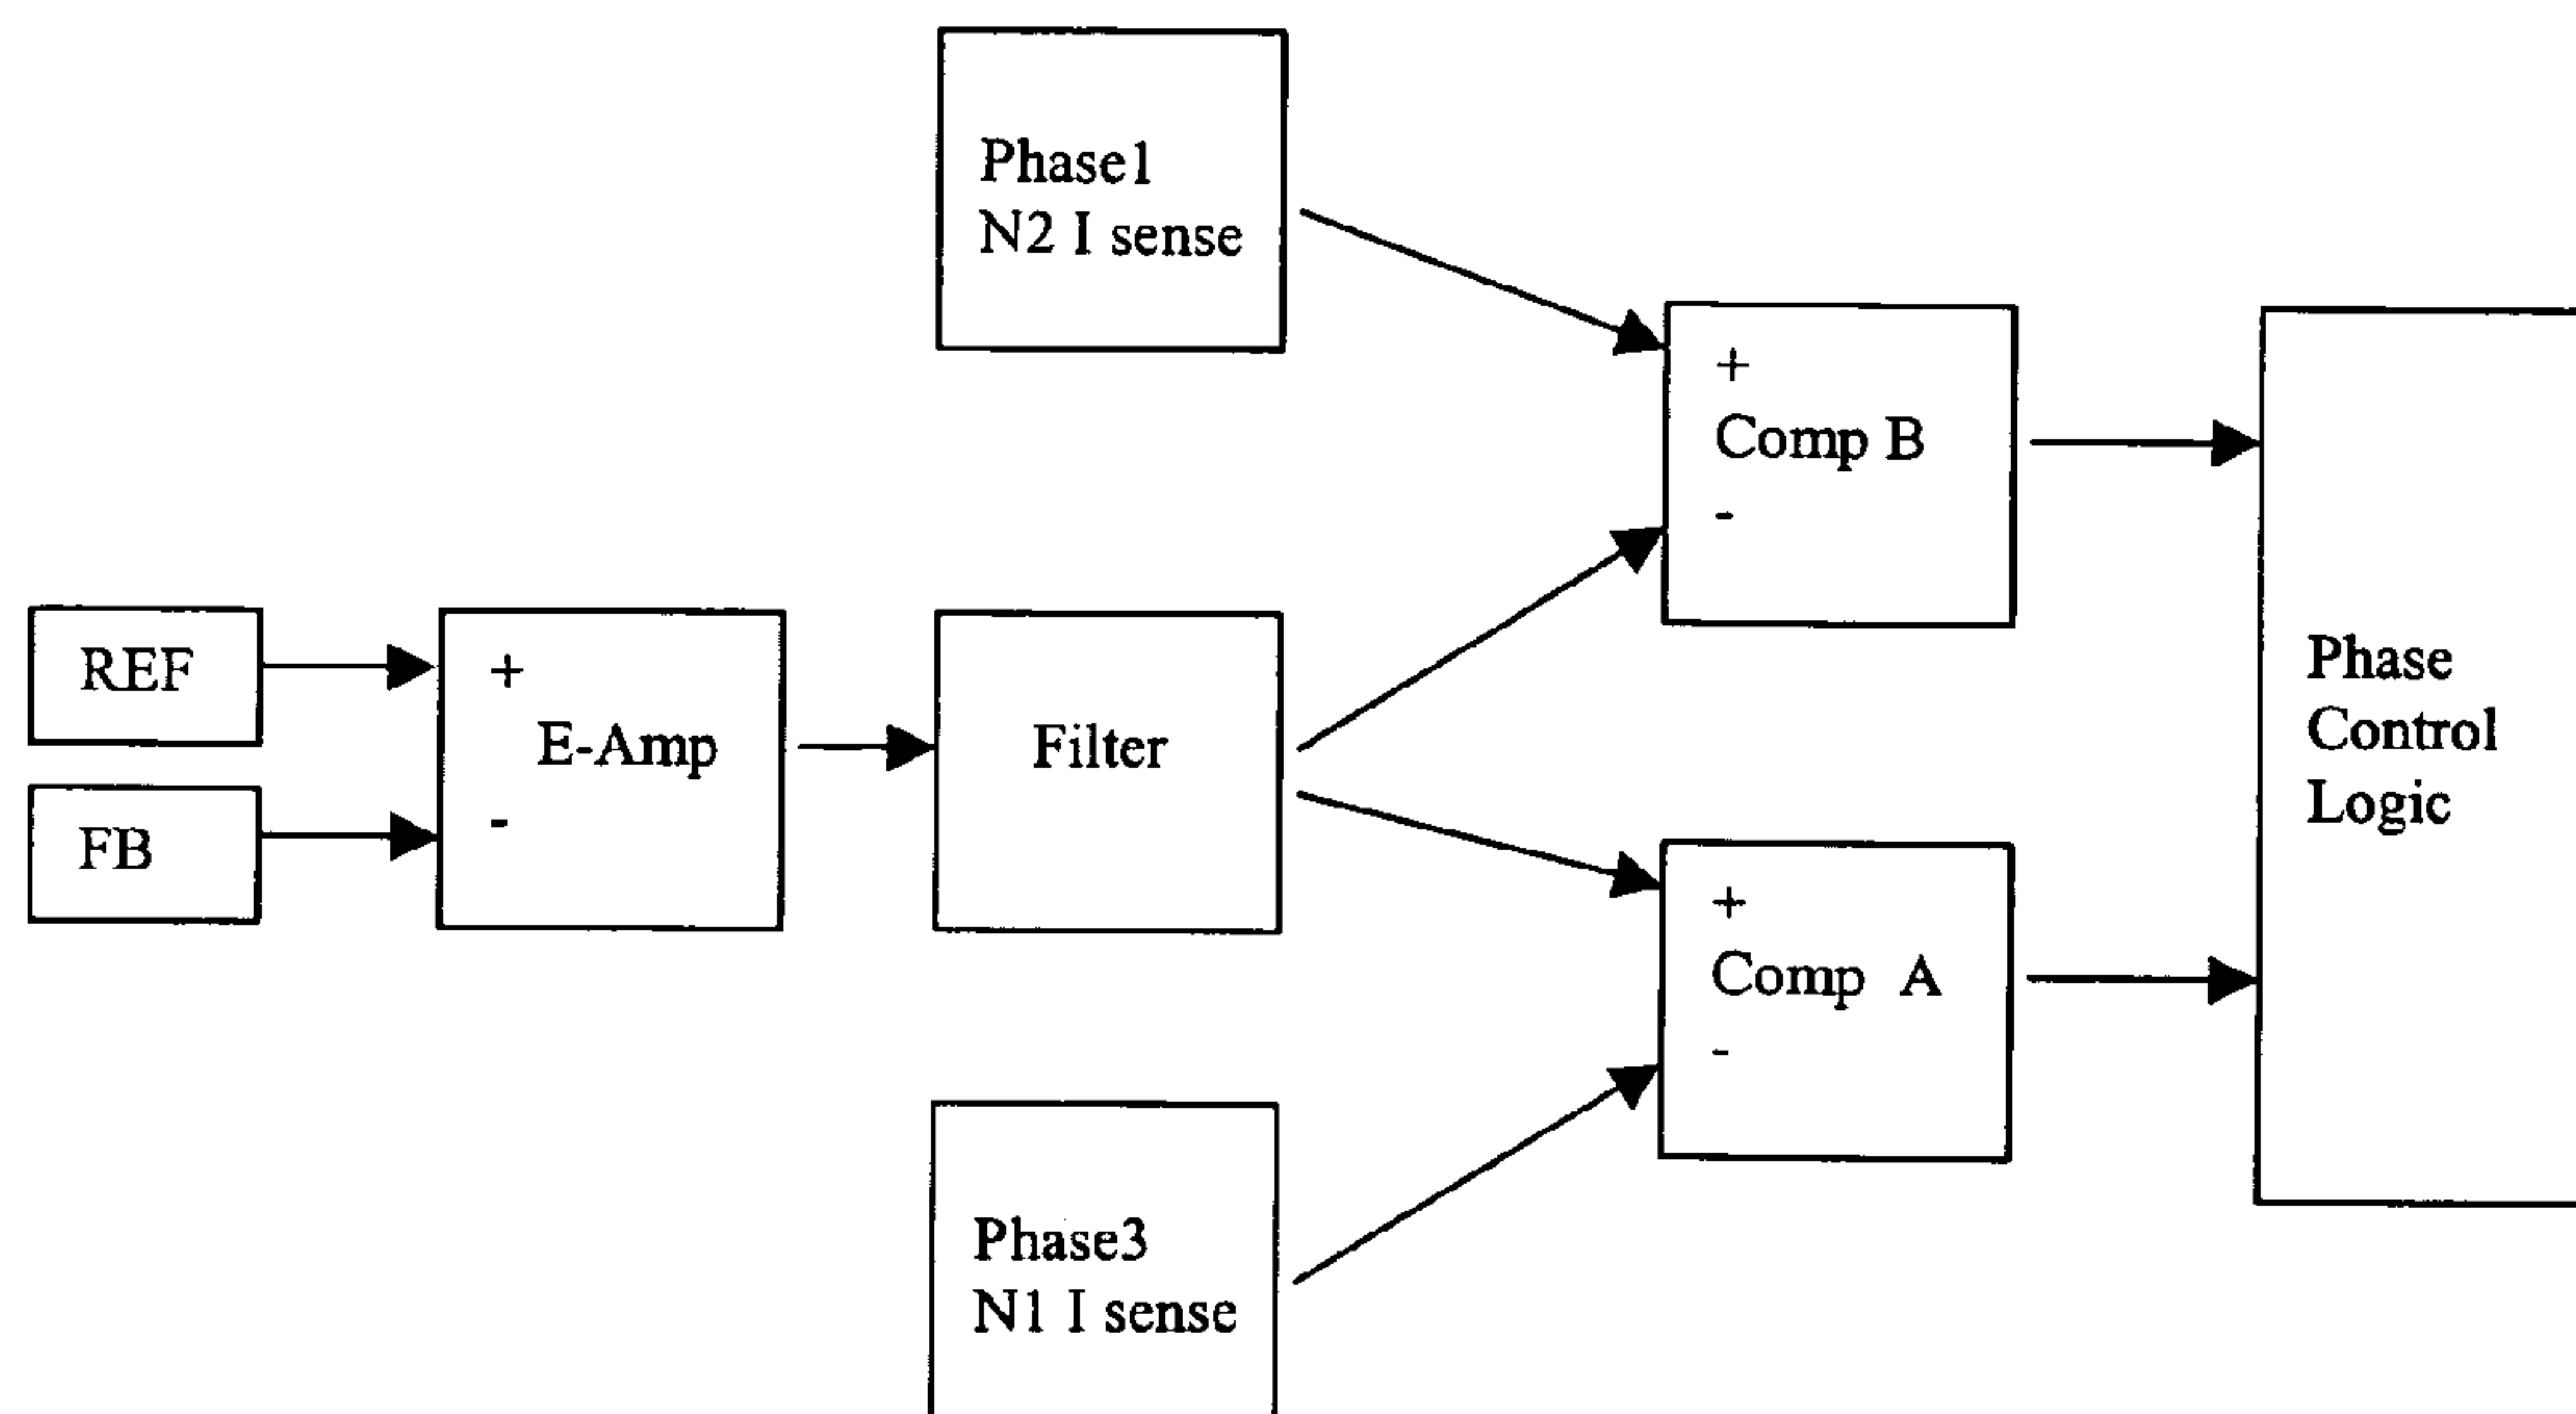 Phase1
N2 I sense
+
Comp B
-
REF
FB
+
E-Amp
-
Filter
+
Comp A
-
Phase3
N1 I sense
Phase
Control
Logic